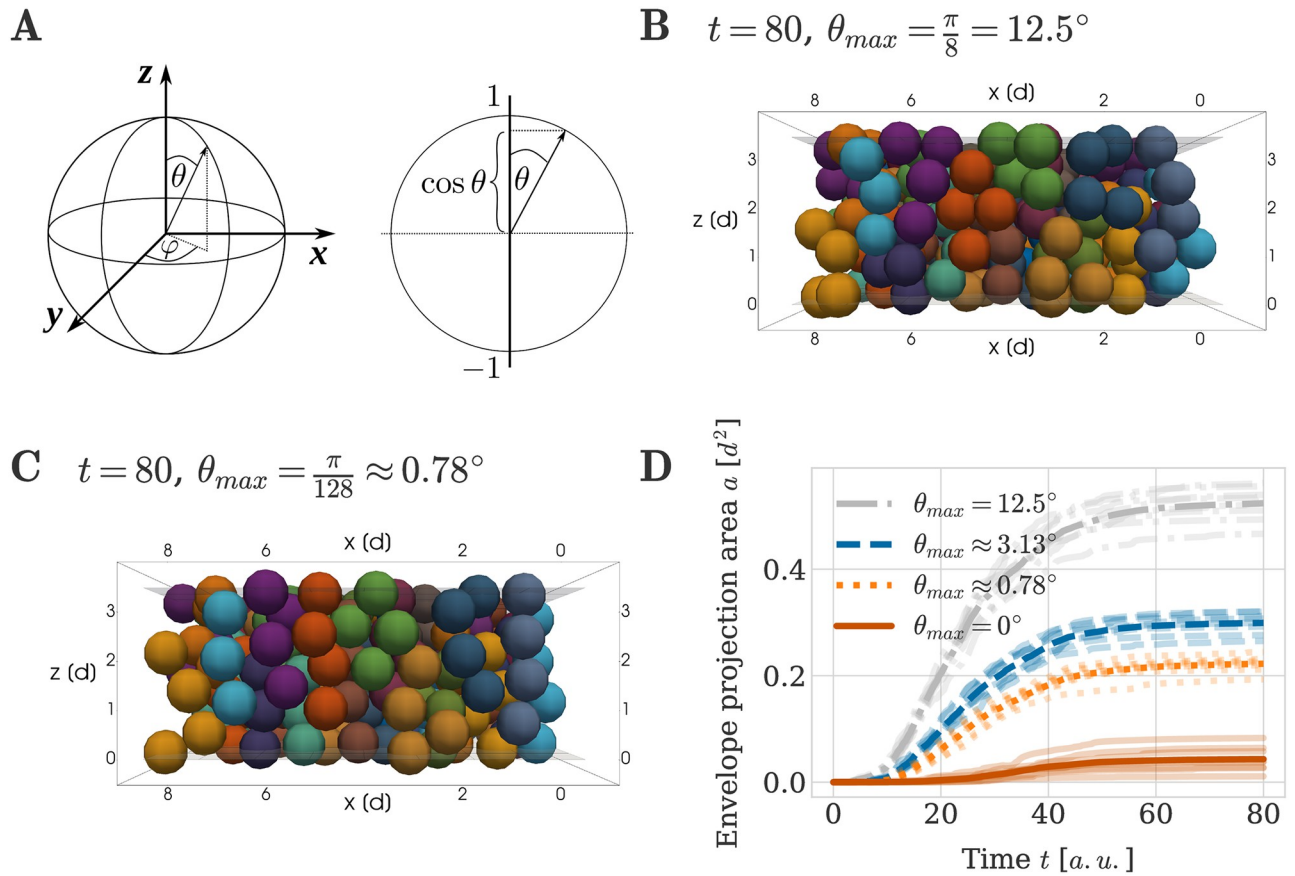 A
z
θ
φ
x
y
1
cos θ
θ
−1
B t = 80, θmax = π/8 = 12.5°
x (d)
8 6 2 0
z (d)
3
2
1
0
3
2
1
0
8 6 2 0
x (d)
C t = 80, θmax = π/128 ≈ 0.78°
x (d)
8 6 2 0
z (d)
3
2
1
0
3
2
1
0
8 6 2 0
x (d)
D
Envelope projection area a [d²]
θmax = 12.5°
θmax ≈ 3.13°
θmax ≈ 0.78°
θmax = 0°
0.4
0.2
0.0
0 20 40 60 80
Time t [a.u.]